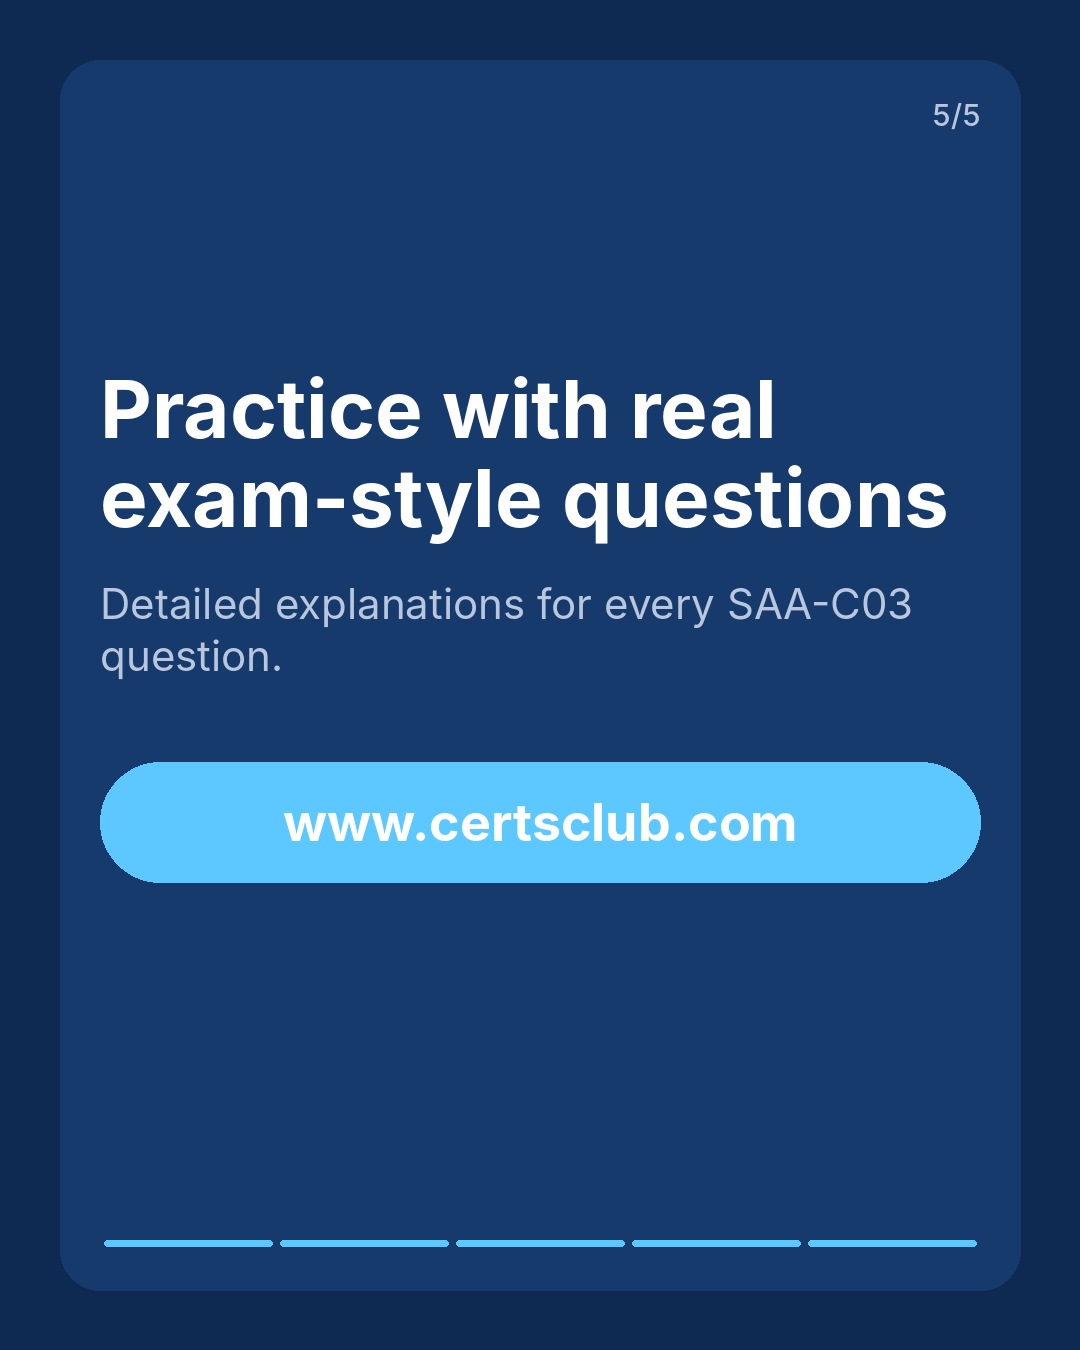 5/5
Practice with real
exam-style questions
Detailed explanations for every SAA-C03
question.
www.certsclub.com